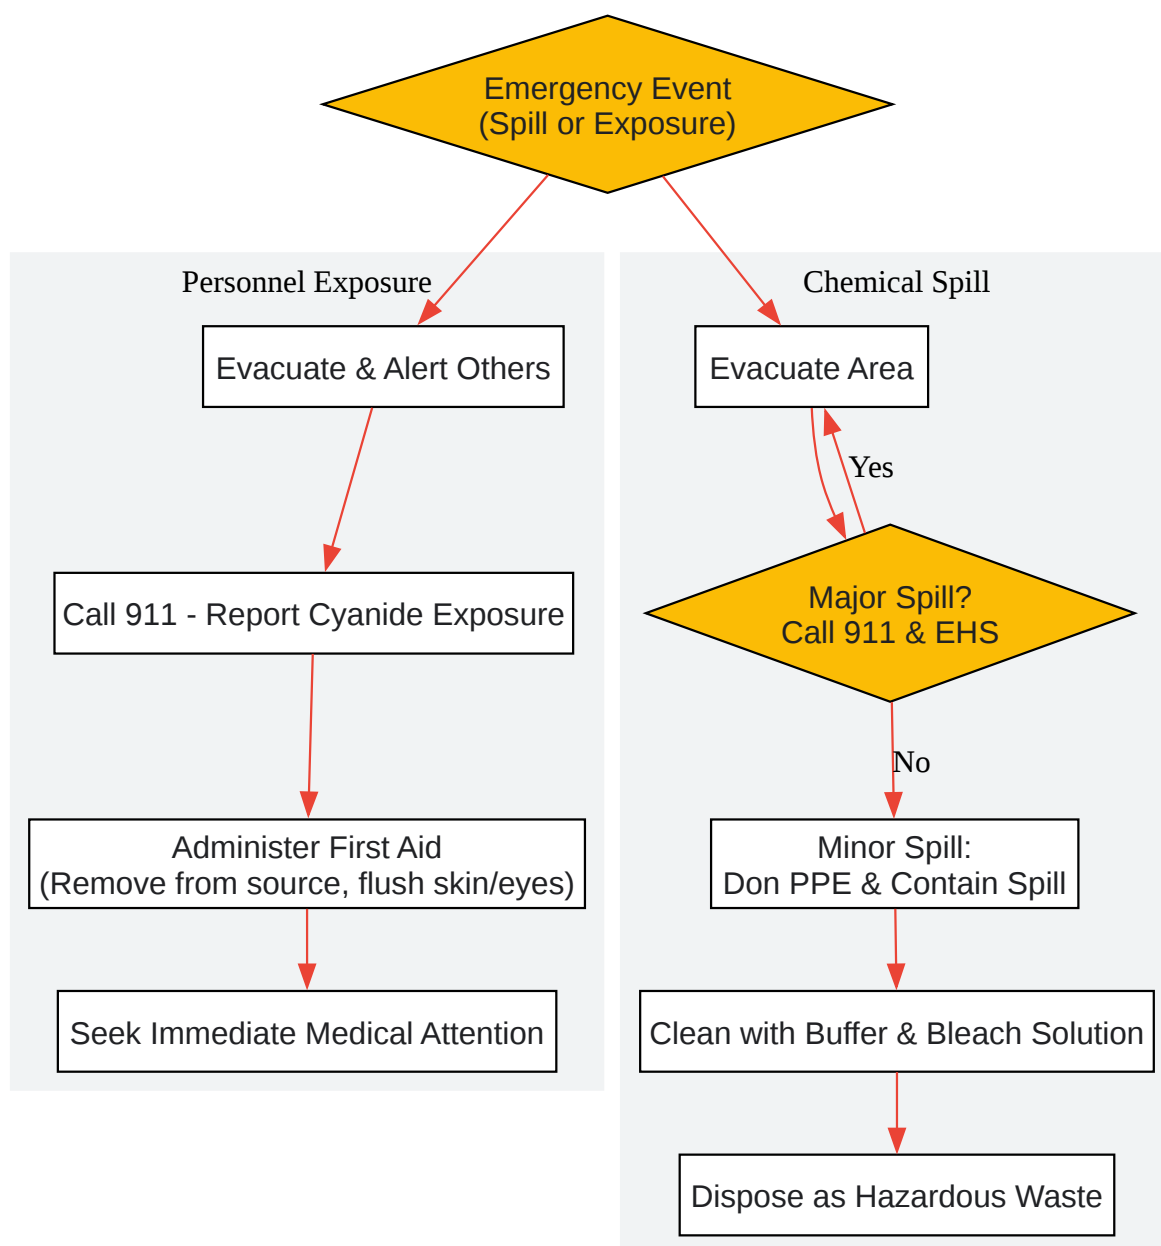 Emergency Event
(Spill or Exposure)
Personnel Exposure
Evacuate & Alert Others
Call 911 - Report Cyanide Exposure
Administer First Aid
(Remove from source, flush skin/eyes)
Seek Immediate Medical Attention
Chemical Spill
Evacuate Area
Yes
Major Spill?
Call 911 & EHS
No
Minor Spill:
Don PPE & Contain Spill
Clean with Buffer & Bleach Solution
Dispose as Hazardous Waste